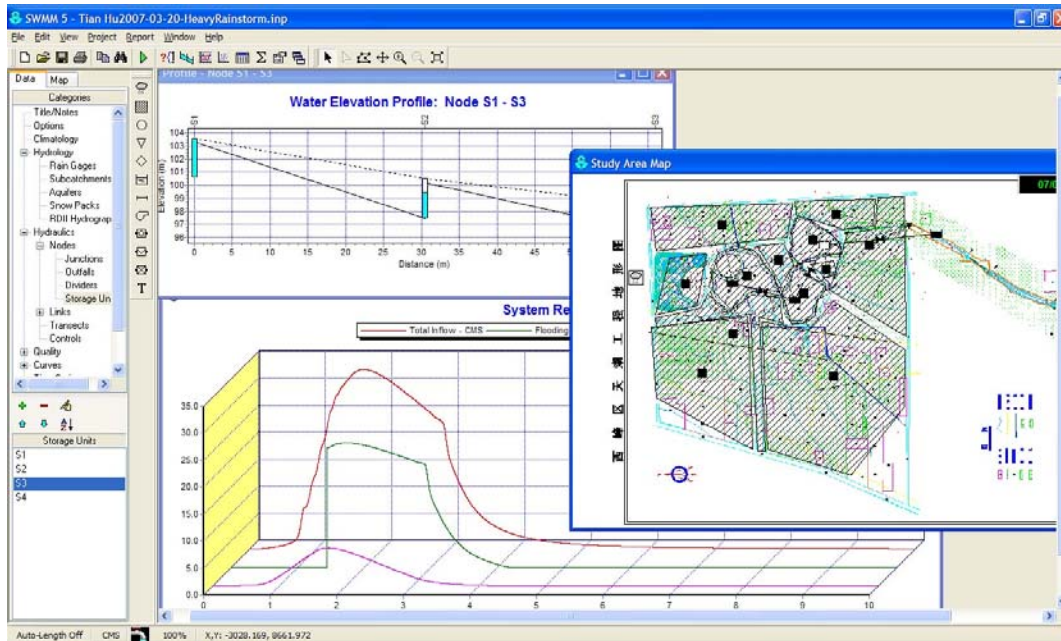 SWMM 5 - Tian Hu2007-03-20-HeavyRainstorm.inp
File Edit View Project Report Window Help
Data Map
Categories
Title/Notes
Options
Climatology
Hydrology
Rain Gages
Subcatchments
Aquifers
Snow Packs
RDII Hydrograp
Hydraulics
Nodes
Junctions
Outfalls
Dividers
Storage Un
Links
Transects
Controls
Quality
Curves
Storage Units
S1
S2
S3
S4
Profile - Node S1 - S3
Water Elevation Profile: Node S1 - S3
S1 S2 S3
Elevation (m)
104
103
102
101
100
99
98
97
96
0 5 10 15 20 25 30 35 40 45 50
Distance (m)
System Re
Total Inflow - CMS Flooding
35.0
30.0
25.0
20.0
15.0
10.0
5.0
0.0
0 1 2 3 4 5 6 7 8 9 10
Study Area Map
07/0
T
Auto-Length Off CMS 100% X,Y: -3028.169, 8661.972